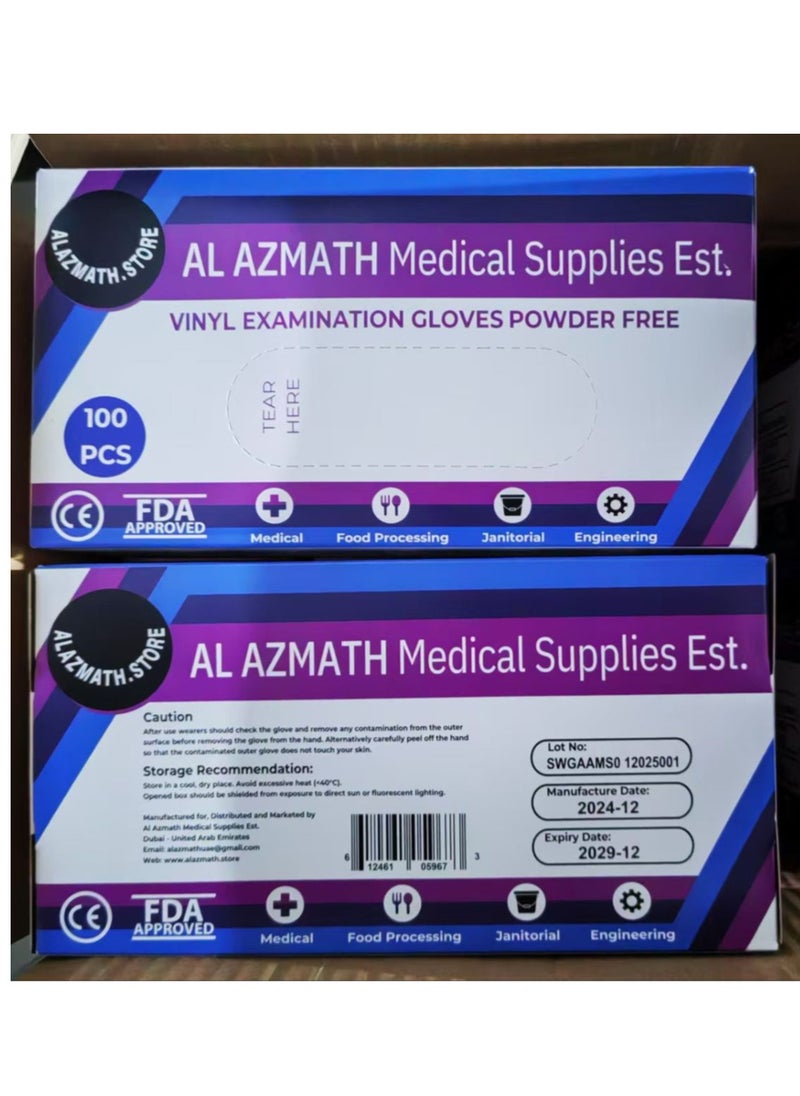 ALAZMATH.STORE
AL AZMATH Medical Supplies Est.
VINYL EXAMINATION GLOVES POWDER FREE
TEAR
HERE
100
PCS
CE
FDA
APPROVED
Medical
Food Processing
Janitorial
Engineering
ALAZMATH.STORE
AL AZMATH Medical Supplies Est.
Caution
After use wearers should check the glove and remove any contamination from the outer
surface before removing the glove from the hand. Alternatively carefully peel off the hand
so that the contaminated outer glove does not touch your skin.
Storage Recommendation:
Store in a cool, dry place. Avoid excessive heat (<40°C).
Opened box should be shielded from exposure to direct sun or fluorescent lighting.
Manufactured for, Distributed and Marketed by
Al Azmath Medical Supplies Est.
Dubai - United Arab Emirates
Email: alazmathuae@gmail.com
Web: www.alazmath.store
6 12461 05967 3
Lot No:
SWGAAMS0 12025001
Manufacture Date:
2024-12
Expiry Date:
2029-12
CE
FDA
APPROVED
Medical
Food Processing
Janitorial
Engineering